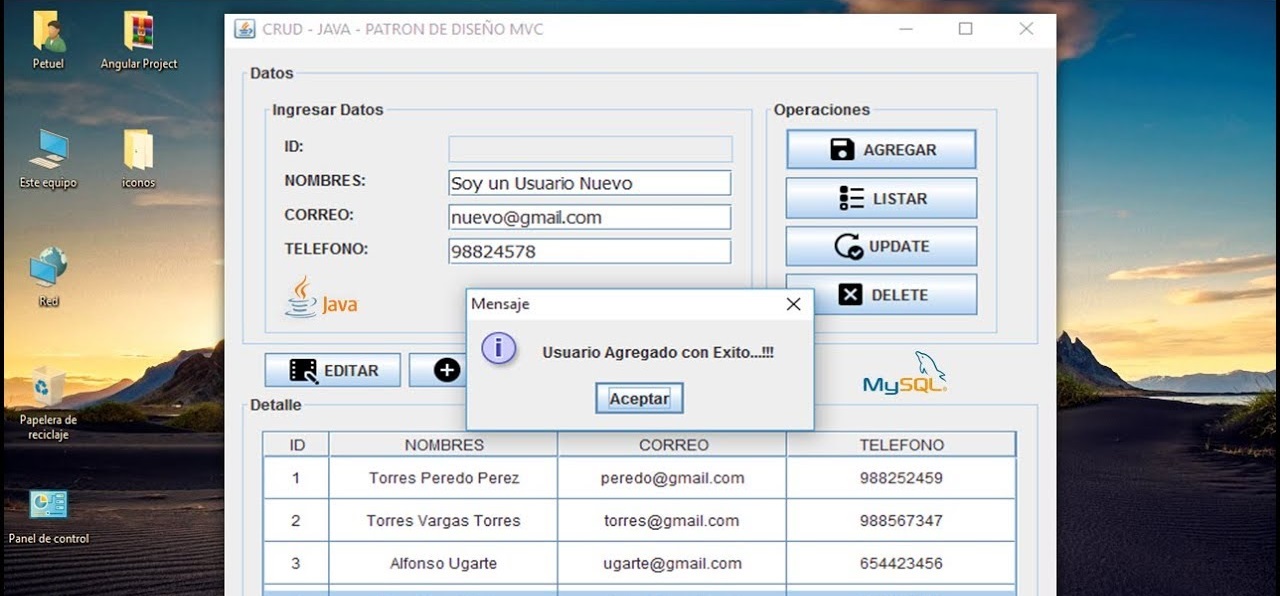 Petuel
Angular Project
Este equipo
iconos
Red
Papelera de
reciclaje
Panel de control
CRUD - JAVA - PATRON DE DISEÑO MVC
Datos
Ingresar Datos
ID:
NOMBRES: Soy un Usuario Nuevo
CORREO: nuevo@gmail.com
TELEFONO: 98824578
Java
Operaciones
AGREGAR
LISTAR
UPDATE
DELETE
EDITAR
Mensaje
Usuario Agregado con Exito...!!!
Aceptar
MySQL
Detalle
ID NOMBRES CORREO TELEFONO
1 Torres Peredo Perez peredo@gmail.com 988252459
2 Torres Vargas Torres torres@gmail.com 988567347
3 Alfonso Ugarte ugarte@gmail.com 654423456